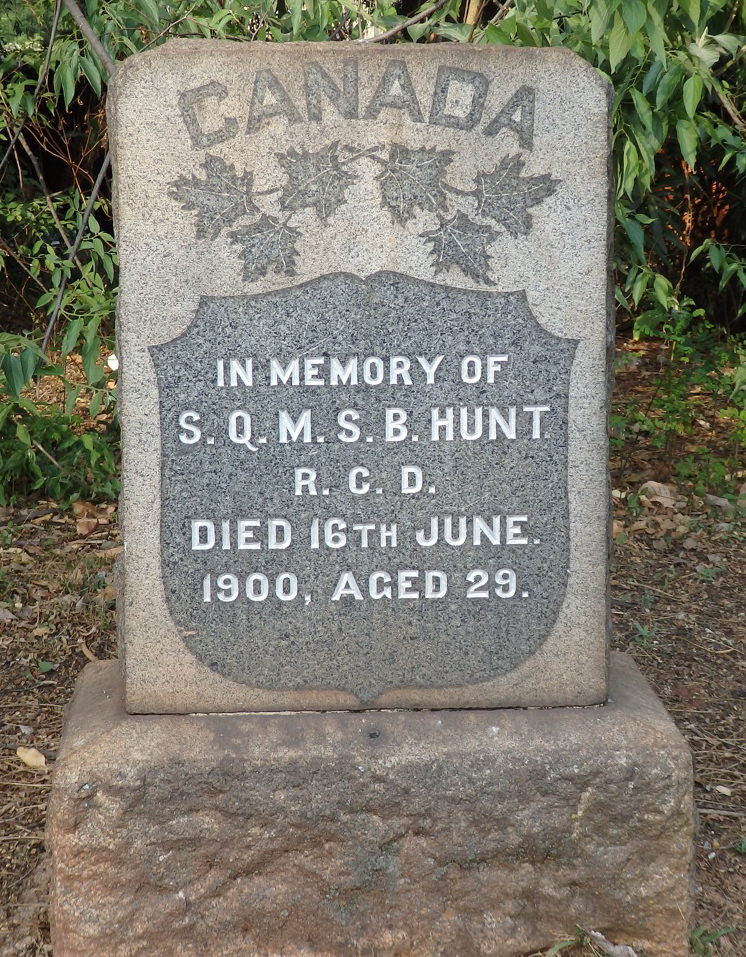 CANADA
IN MEMORY OF
S. Q. M. S. B. HUNT.
R. C. D.
DIED 16TH JUNE.
1900, AGED 29.